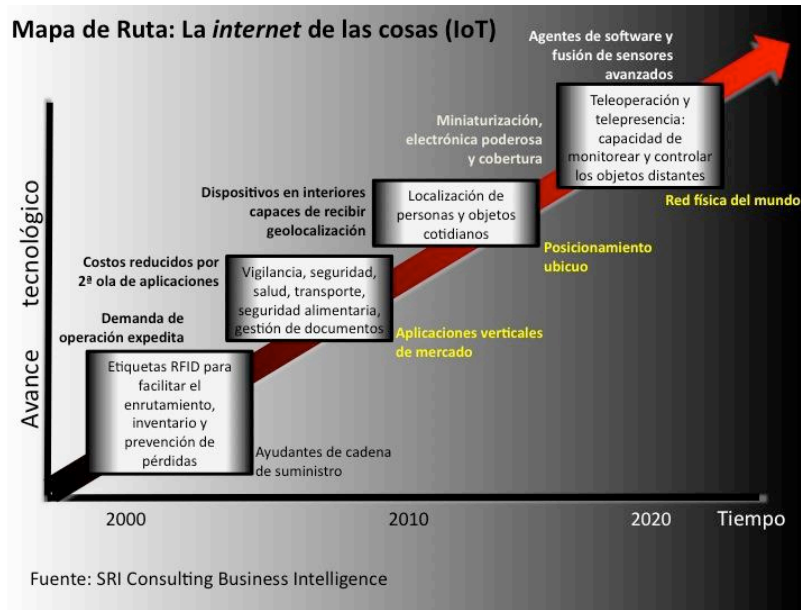 Mapa de Ruta: La internet de las cosas (IoT)
Agentes de software y
fusión de sensores
avanzados
Teleoperación y
telepresencia:
capacidad de
monitorear y controlar
los objetos distantes
Red física del mundo
Miniaturización,
electrónica poderosa
y cobertura
Localización de
personas y objetos
cotidianos
Posicionamiento
ubicuo
Dispositivos en interiores
capaces de recibir
geolocalización
Costos reducidos por
2ª ola de aplicaciones
Vigilancia, seguridad,
salud, transporte,
seguridad alimentaria,
gestión de documentos
Aplicaciones verticales
de mercado
Demanda de
operación expedita
Etiquetas RFID para
facilitar el
enrutamiento,
inventario y
prevención de
pérdidas
Ayudantes de cadena
de suministro
Avance tecnológico
2000
2010
2020
Tiempo
Fuente: SRI Consulting Business Intelligence